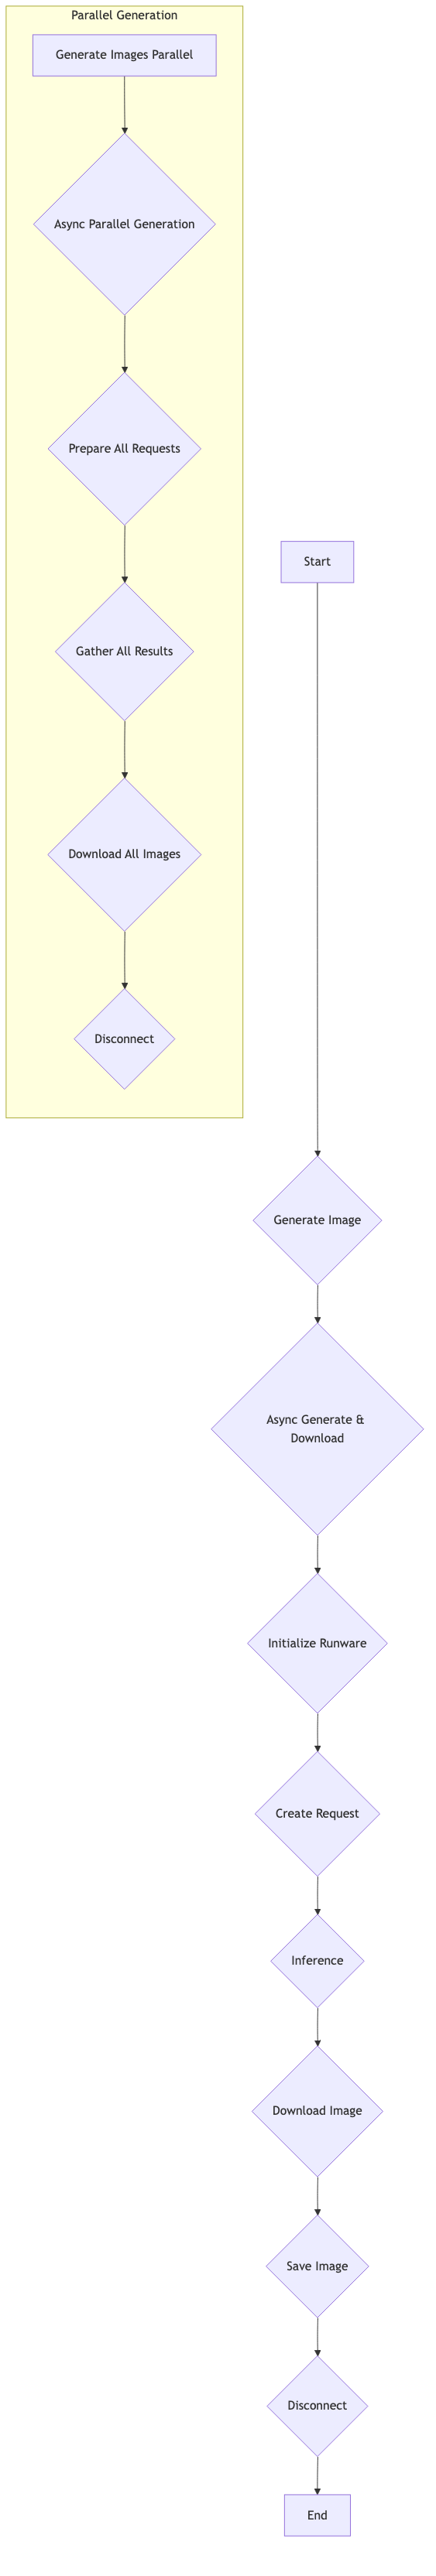 Parallel Generation
Generate Images Parallel
Async Parallel Generation
Prepare All Requests
Gather All Results
Download All Images
Disconnect
Start
Generate Image
Async Generate &
Download
Initialize Runware
Create Request
Inference
Download Image
Save Image
Disconnect
End